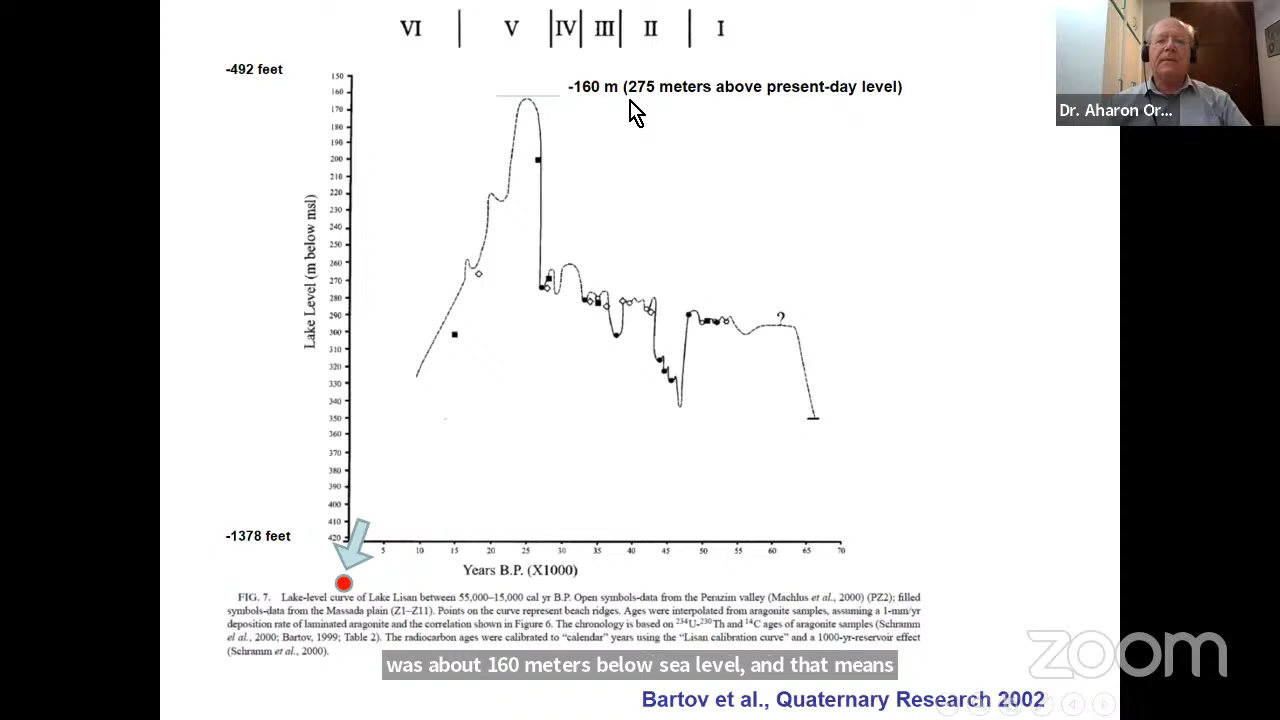 VI | V | IV | III | II | I
-492 feet
-160 m (275 meters above present-day level)
Dr. Aharon Or...
150
160
170
180
190
200
210
220
230
240
250
260
270
280
290
300
310
320
330
340
350
360
370
380
390
400
410
420
Lake Level (m below msl)
?
-1378 feet
5 10 15 20 25 30 35 40 45 50 55 60 65 70
Years B.P. (X1000)
FIG. 7. Lake-level curve of Lake Lisan between 55,000–15,000 cal yr B.P. Open symbols-data from the Perazim valley (Machlus et al., 2000) (PZ2); filled
symbols-data from the Massada plain (Z1–Z11). Points on the curve represent beach ridges. Ages were interpolated from aragonite samples, assuming a 1-mm/yr
deposition rate of laminated aragonite and the correlation shown in Figure 6. The chronology is based on ²³⁴U-²³⁰Th and ¹⁴C ages of aragonite samples (Schramm
et al., 2000; Bartov, 1999; Table 2). The radiocarbon ages were calibrated to “calendar” years using the “Lisan calibration curve” and a 1000-yr-reservoir effect
(Schramm et al., 2000).
was about 160 meters below sea level, and that means
zoom
Bartov et al., Quaternary Research 2002